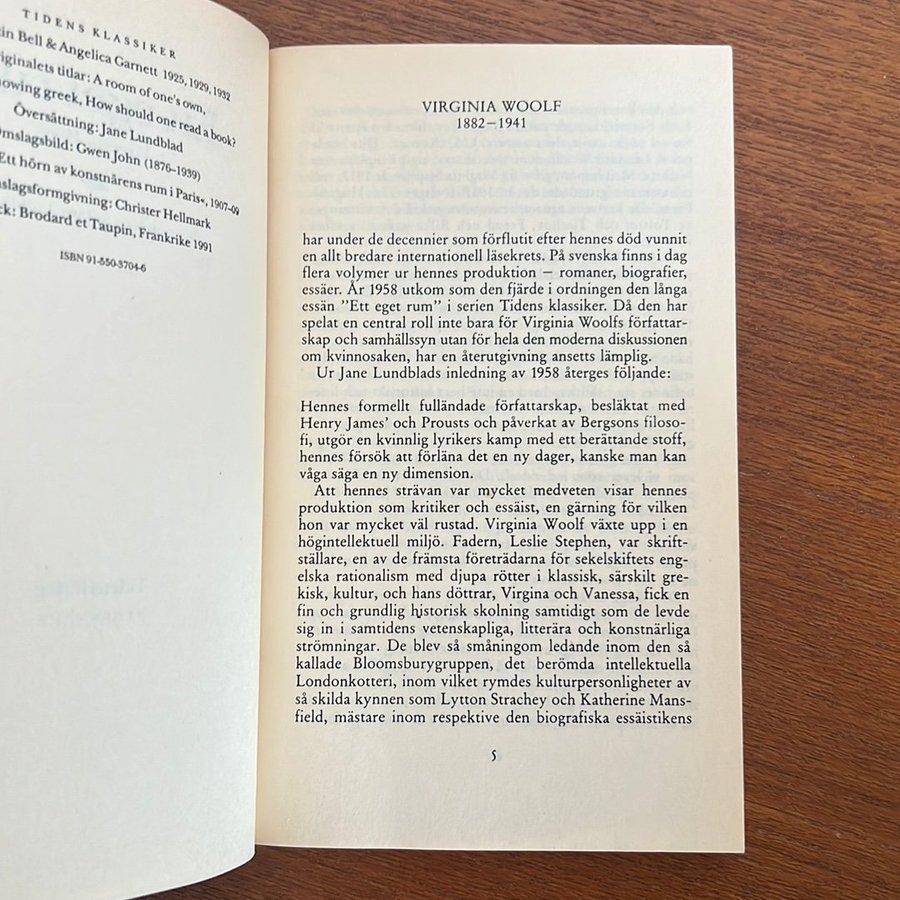 TIDENS KLASSIKER
in Bell & Angelica Garnett 1925, 1929, 1932
iginalets titlar: A room of one's own,
nowing greek, How should one read a book?
Översättning: Jane Lundblad
Omslagsbild: Gwen John (1876–1939)
Ett hörn av konstnärens rum i Paris«, 1907-09
slagsformgivning: Christer Hellmark
ck: Brodard et Taupin, Frankrike 1991
ISBN 91-550-3704-6
VIRGINIA WOOLF
1882–1941
har under de decennier som förflutit efter hennes död vunnit
en allt bredare internationell läsekrets. På svenska finns i dag
flera volymer ur hennes produktion – romaner, biografier,
essäer. År 1958 utkom som den fjärde i ordningen den långa
essän ”Ett eget rum” i serien Tidens klassiker. Då den har
spelat en central roll inte bara för Virginia Woolfs författar-
skap och samhällssyn utan för hela den moderna diskussionen
om kvinnosaken, har en återutgivning ansetts lämplig.
Ur Jane Lundblads inledning av 1958 återges följande:
Hennes formellt fulländade författarskap, besläktat med
Henry James’ och Prousts och påverkat av Bergsons filoso-
fi, utgör en kvinnlig lyrikers kamp med ett berättande stoff,
hennes försök att förläna det en ny dager, kanske man kan
våga säga en ny dimension.
Att hennes strävan var mycket medveten visar hennes
produktion som kritiker och essäist, en gärning för vilken
hon var mycket väl rustad. Virginia Woolf växte upp i en
högintellektuell miljö. Fadern, Leslie Stephen, var skrift-
ställare, en av de främsta företrädarna för sekelskiftets eng-
elska rationalism med djupa rötter i klassisk, särskilt gre-
kisk, kultur, och hans döttrar, Virgina och Vanessa, fick en
fin och grundlig historisk skolning samtidigt som de levde
sig in i samtidens vetenskapliga, litterära och konstnärliga
strömningar. De blev så småningom ledande inom den så
kallade Bloomsburygruppen, det berömda intellektuella
Londonkotteri, inom vilket rymdes kulturpersonligheter av
så skilda kynnen som Lytton Strachey och Katherine Mans-
field, mästare inom respektive den biografiska essäistikens
5